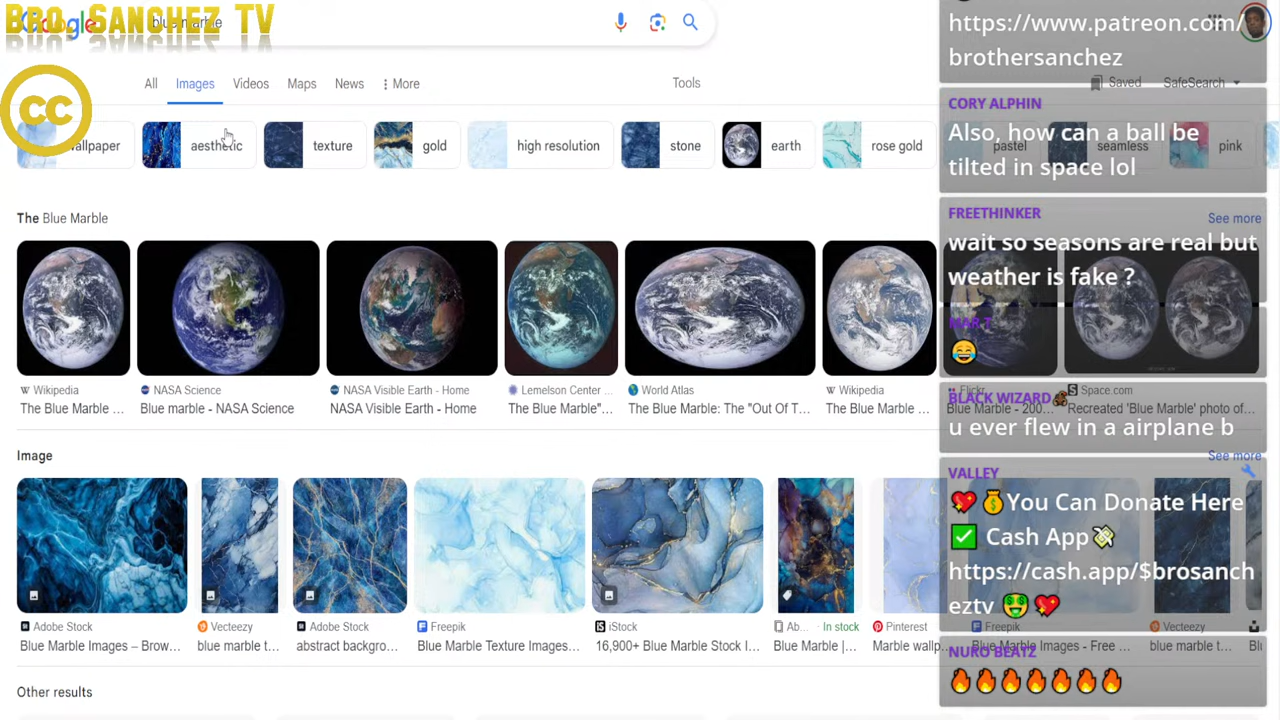 BRO. SANCHEZ TV
Google
blue marble
CC
All
Images
Videos
Maps
News
More
Tools
Saved
SafeSearch
wallpaper
aesthetic
texture
gold
high resolution
stone
earth
rose gold
pastel
seamless
pink
The Blue Marble
See more
Wikipedia
The Blue Marble ...
NASA Science
Blue marble - NASA Science
NASA Visible Earth - Home
NASA Visible Earth - Home
Lemelson Center ...
The Blue Marble"...
World Atlas
The Blue Marble: The "Out Of T...
Wikipedia
The Blue Marble ...
Flickr
Blue Marble - 200...
Space.com
Recreated 'Blue Marble' photo of...
Image
See more
Adobe Stock
Blue Marble Images – Brow...
Vecteezy
blue marble t...
Adobe Stock
abstract backgro...
Freepik
Blue Marble Texture Images...
iStock
16,900+ Blue Marble Stock I...
Ab... · In stock
Blue Marble |...
Pinterest
Marble wallp...
Freepik
Blue Marble Images - Free ...
Vecteezy
blue marble t...
Other results
https://www.patreon.com/
brothersanchez
CORY ALPHIN
Also, how can a ball be
tilted in space lol
FREETHINKER
wait so seasons are real but
weather is fake ?
😂
BLACK WIZARD
u ever flew in a airplane b
VALLEY
💖💰You Can Donate Here
✅ Cash App💸
https://cash.app/$brosanch
eztv 🤑💖
NURO BEATZ
🔥🔥🔥🔥🔥🔥🔥